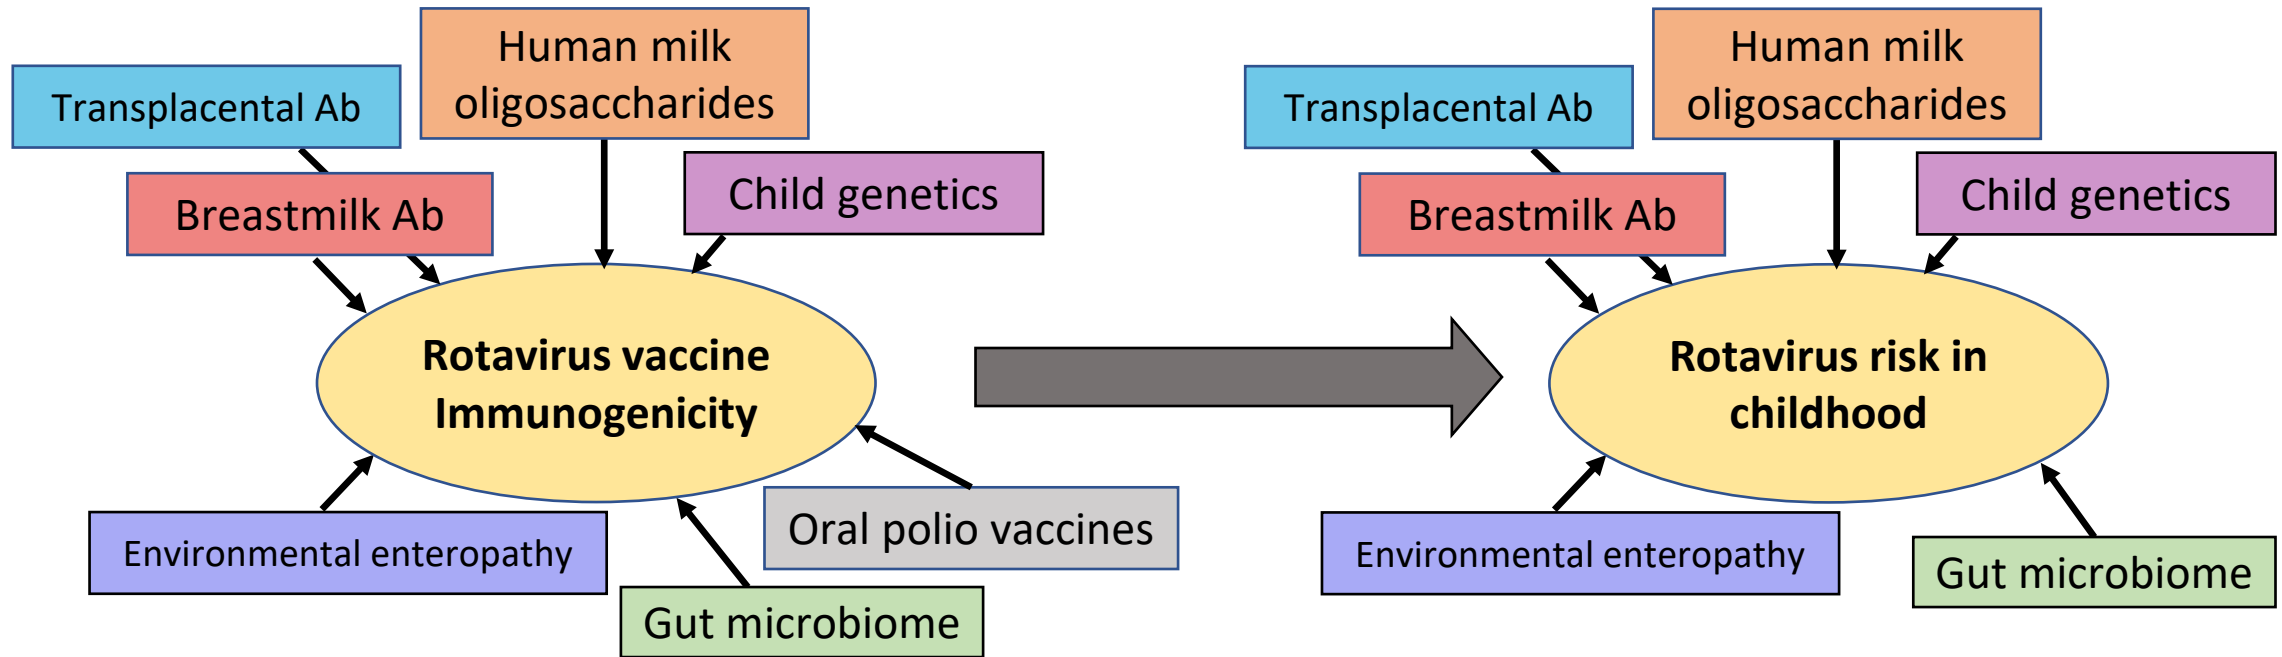 Human milk
oligosaccharides
Transplacental Ab
Breastmilk Ab
Child genetics
Rotavirus vaccine
Immunogenicity
Oral polio vaccines
Environmental enteropathy
Gut microbiome
Human milk
oligosaccharides
Transplacental Ab
Breastmilk Ab
Child genetics
Rotavirus risk in
childhood
Environmental enteropathy
Gut microbiome